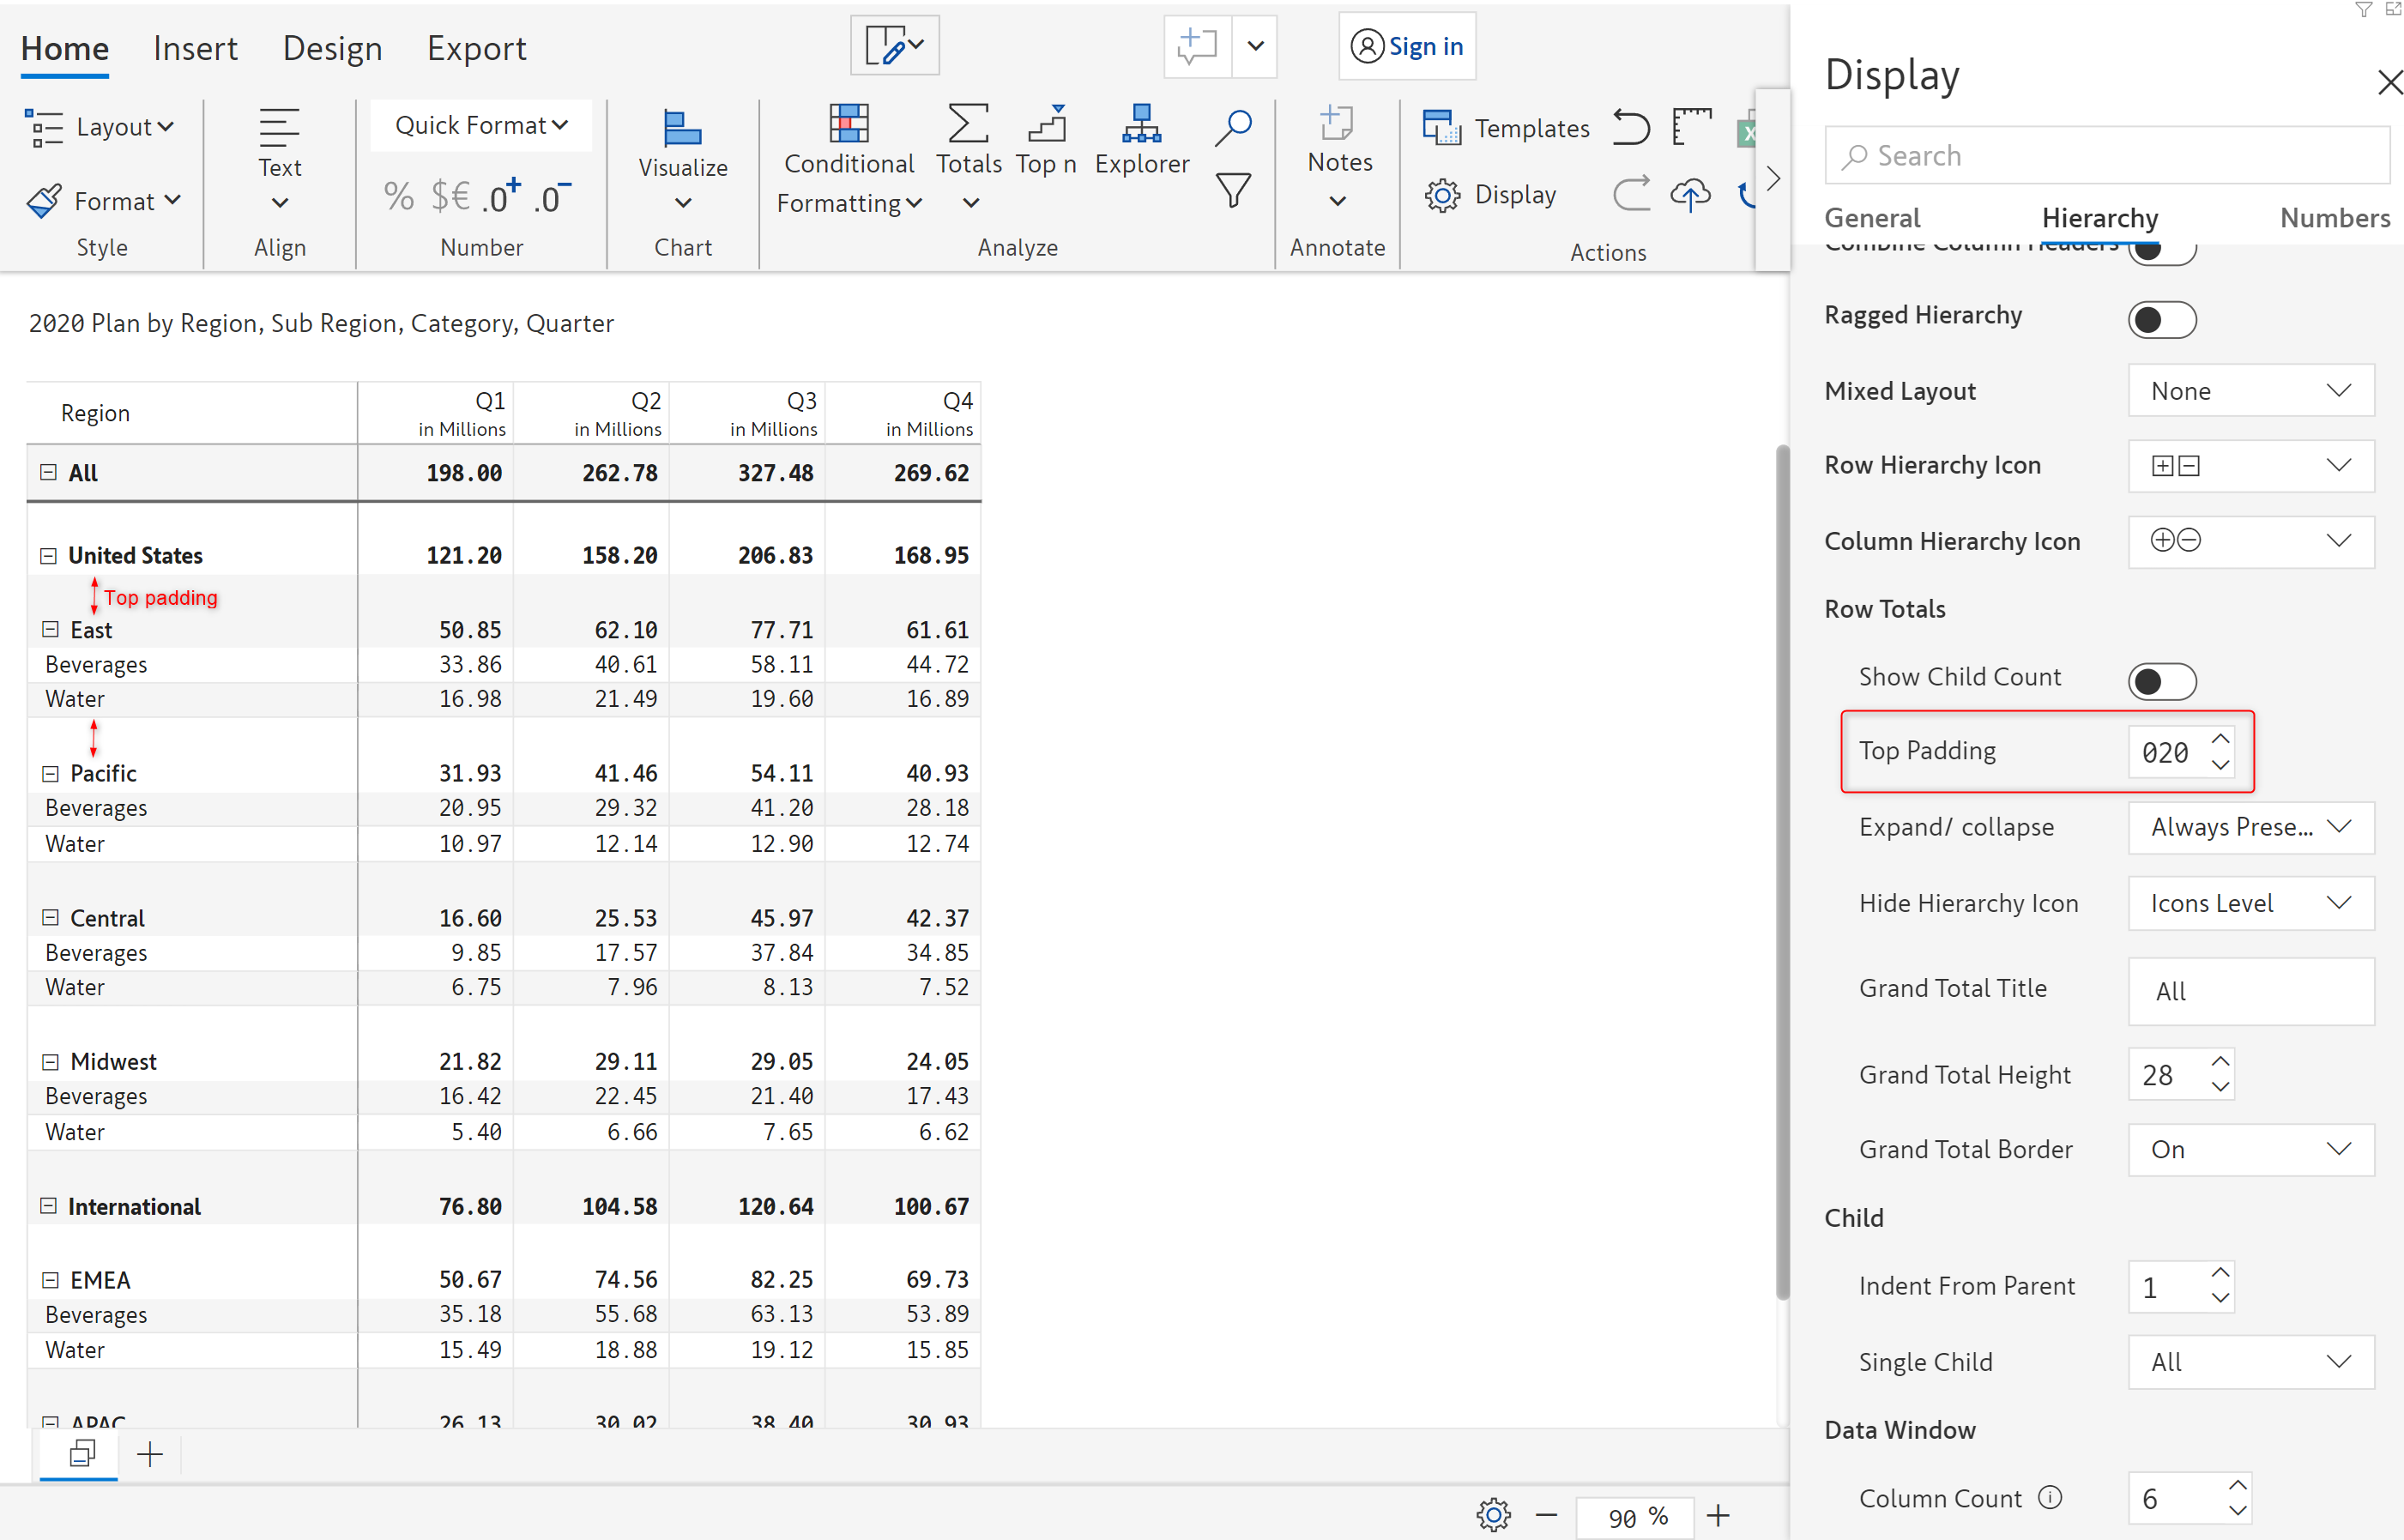 Home Insert Design Export
Sign in
Layout
Format
Style
Text
Align
Quick Format
% $€ .0+ .0-
Number
Visualize
Chart
Conditional Formatting
Totals
Top n
Explorer
Analyze
Notes
Annotate
Templates
Display
Actions
2020 Plan by Region, Sub Region, Category, Quarter
Region Q1 in Millions Q2 in Millions Q3 in Millions Q4 in Millions
All 198.00 262.78 327.48 269.62
United States 121.20 158.20 206.83 168.95
Top padding
East 50.85 62.10 77.71 61.61
Beverages 33.86 40.61 58.11 44.72
Water 16.98 21.49 19.60 16.89
Pacific 31.93 41.46 54.11 40.93
Beverages 20.95 29.32 41.20 28.18
Water 10.97 12.14 12.90 12.74
Central 16.60 25.53 45.97 42.37
Beverages 9.85 17.57 37.84 34.85
Water 6.75 7.96 8.13 7.52
Midwest 21.82 29.11 29.05 24.05
Beverages 16.42 22.45 21.40 17.43
Water 5.40 6.66 7.65 6.62
International 76.80 104.58 120.64 100.67
EMEA 50.67 74.56 82.25 69.73
Beverages 35.18 55.68 63.13 53.89
Water 15.49 18.88 19.12 15.85
APAC 26.13 30.02 38.40 30.93
90 %
Display
Search
General Hierarchy Numbers
Combine Column Headers
Ragged Hierarchy
Mixed Layout None
Row Hierarchy Icon
Column Hierarchy Icon
Row Totals
Show Child Count
Top Padding 020
Expand/ collapse Always Prese...
Hide Hierarchy Icon Icons Level
Grand Total Title All
Grand Total Height 28
Grand Total Border On
Child
Indent From Parent 1
Single Child All
Data Window
Column Count 6